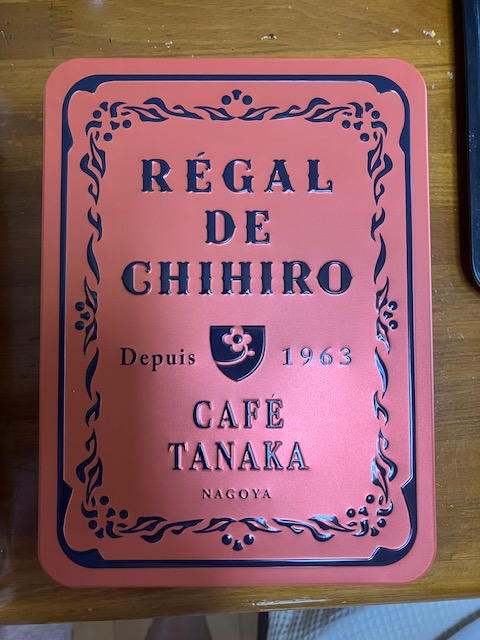 RÉGAL
DE
CHIHIRO
Depuis 1963
CAFÉ
TANAKA
NAGOYA